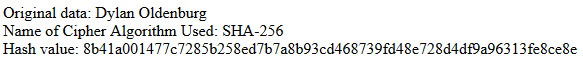 Original data: Dylan Oldenburg
Name of Cipher Algorithm Used: SHA-256
Hash value: 8b41a001477c7285b258ed7b7a8b93cd468739fd48e728d4df9a96313fe8ce8e